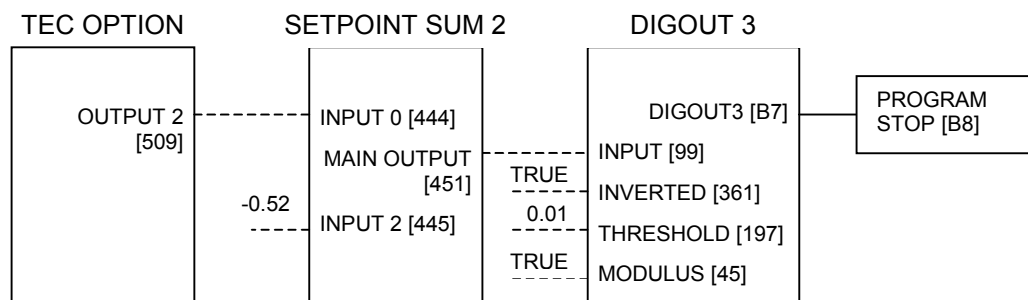 TEC OPTION
OUTPUT 2
[509]
SETPOINT SUM 2
INPUT 0 [444]
MAIN OUTPUT
[451]
-0.52
INPUT 2 [445]
DIGOUT 3
DIGOUT3 [B7]
INPUT [99]
TRUE
INVERTED [361]
0.01
THRESHOLD [197]
TRUE
MODULUS [45]
PROGRAM
STOP [B8]